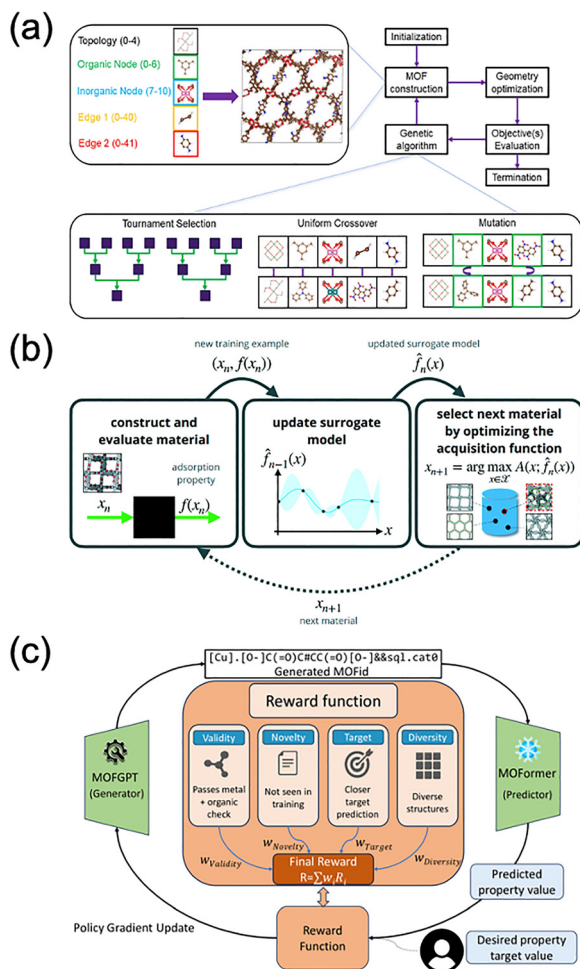 (a)
Topology (0-4)
Organic Node (0-6)
Inorganic Node (7-10)
Edge 1 (0-40)
Edge 2 (0-41)
Initialization
MOF
construction
Geometry
optimization
Genetic
algorithm
Objective(s)
Evaluation
Termination
Tournament Selection
Uniform Crossover
Mutation
(b)
new training example
(xₙ, f(xₙ))
updated surrogate model
f̂ₙ(x)
construct and
evaluate material
adsorption
property
xₙ
f(xₙ)
update surrogate
model
f̂ₙ₋₁(x)
x
select next material
by optimizing the
acquisition function
xₙ₊₁ = arg max A(x; f̂ₙ(x))
x∈𝒳
xₙ₊₁
next material
(c)
[Cu].[O-]C(=O)C#CC(=O)[O-]&&sql.cat0
Generated MOFid
Reward function
Validity
Passes metal
+ organic
check
Novelty
Not seen in
training
Target
Closer
target
prediction
Diversity
Diverse
structures
w_Validity
w_Novelty
w_Target
w_Diversity
Final Reward
R=∑wᵢRᵢ
MOFGPT
(Generator)
MOFormer
(Predictor)
Predicted
property value
Policy Gradient Update
Reward
Function
Desired property
target value